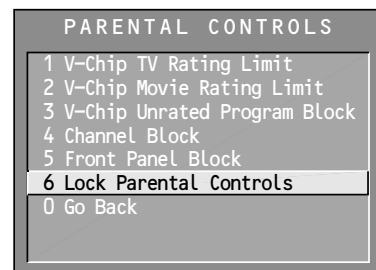 PARENTAL CONTROLS
1 V-Chip TV Rating Limit
2 V-Chip Movie Rating Limit
3 V-Chip Unrated Program Block
4 Channel Block
5 Front Panel Block
6 Lock Parental Controls
0 Go Back